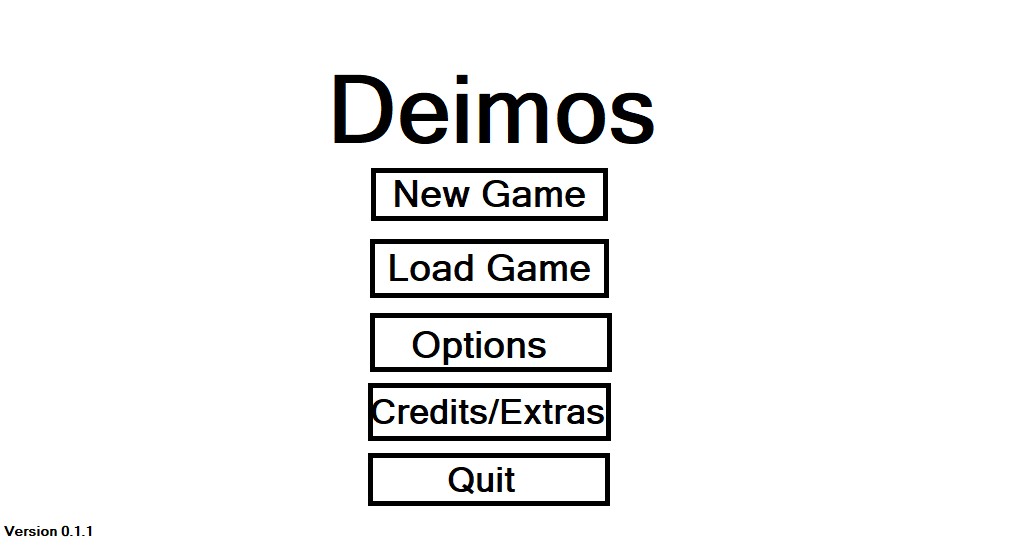 Deimos
New Game
Load Game
Options
Credits/Extras
Quit
Version 0.1.1